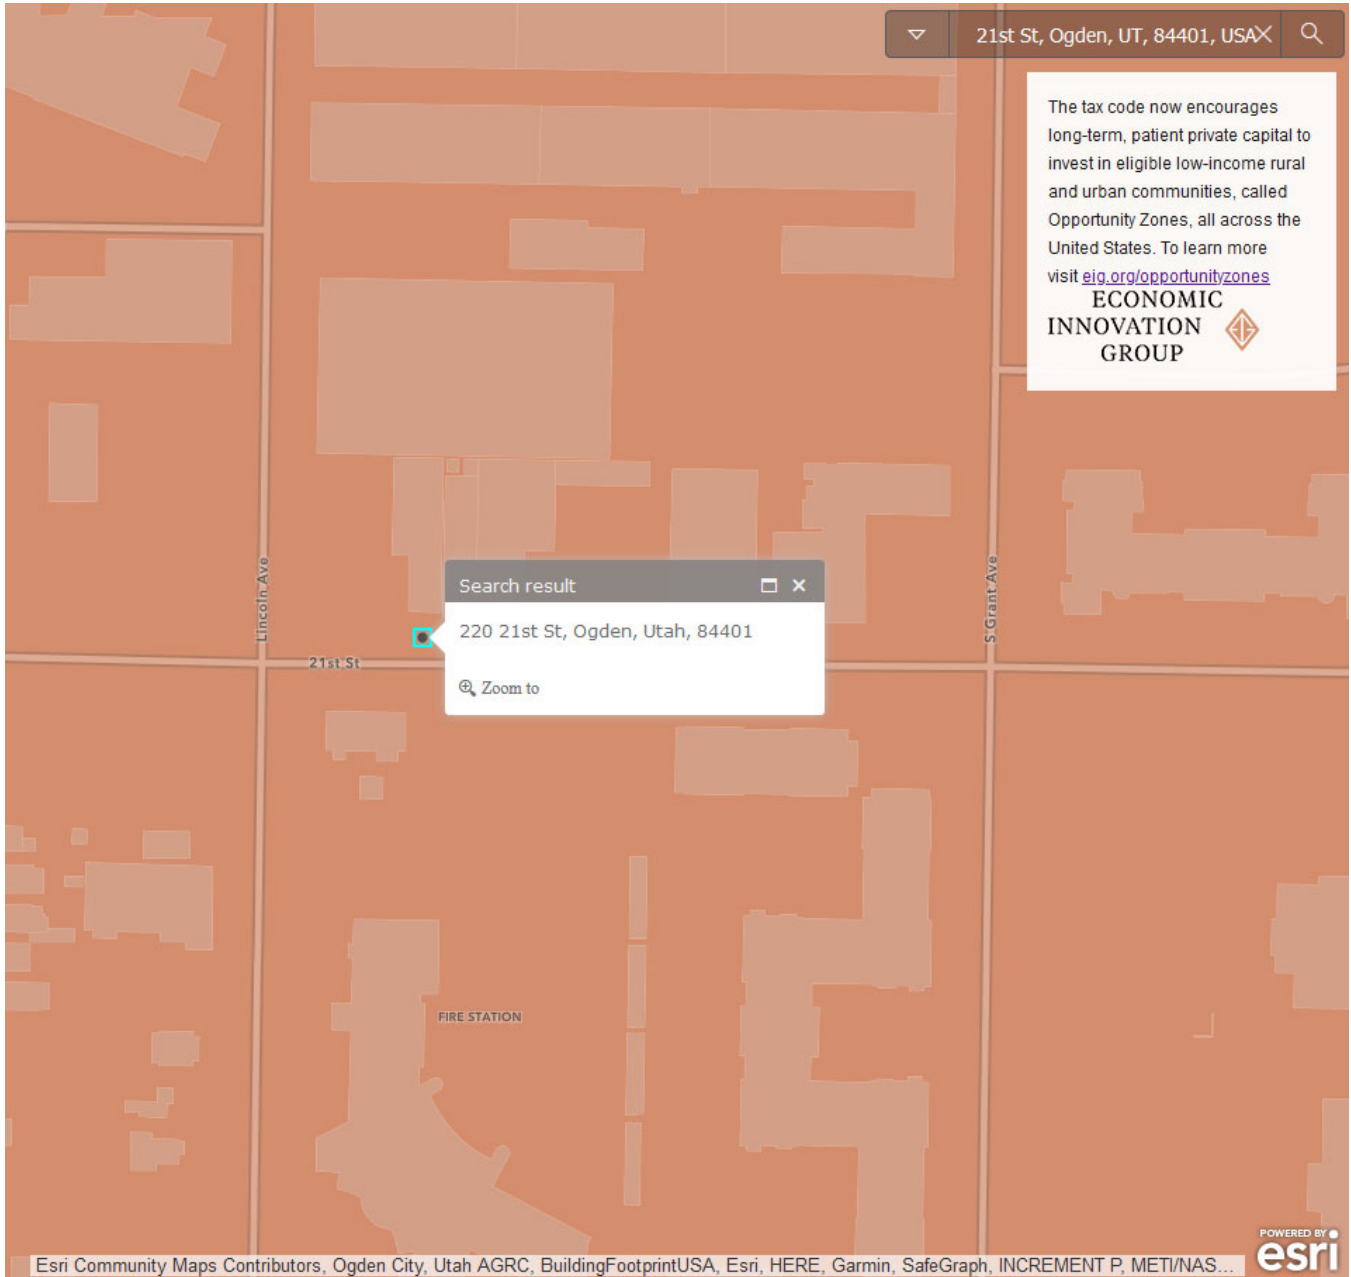 21st St, Ogden, UT, 84401, USA
The tax code now encourages
long-term, patient private capital to
invest in eligible low-income rural
and urban communities, called
Opportunity Zones, all across the
United States. To learn more
visit eig.org/opportunityzones
ECONOMIC
INNOVATION
GROUP
Lincoln Ave
S Grant Ave
Search result
220 21st St, Ogden, Utah, 84401
Zoom to
21st St
FIRE STATION
Esri Community Maps Contributors, Ogden City, Utah AGRC, BuildingFootprintUSA, Esri, HERE, Garmin, SafeGraph, INCREMENT P, METI/NAS...
POWERED BY
esri